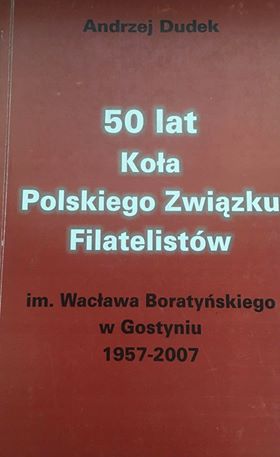 Andrzej Dudek
50 lat
Koła
Polskiego Związku
Filatelistów
im. Wacława Boratyńskiego
w Gostyniu
1957-2007